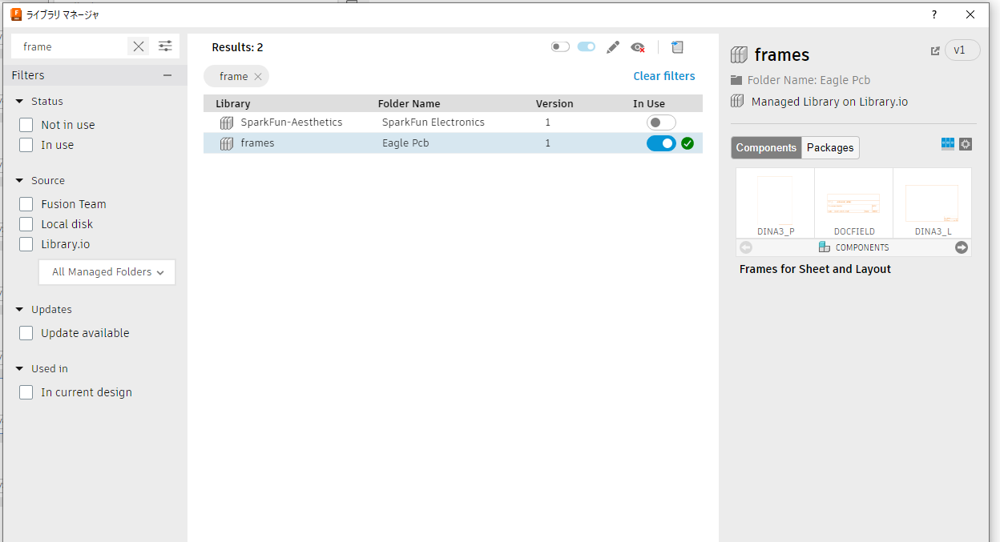 ライブラリ マネージャ
?
frame
Filters
Status
Not in use
In use
Source
Fusion Team
Local disk
Library.io
All Managed Folders
Updates
Update available
Used in
In current design
Results: 2
frame
Clear filters
Library Folder Name Version In Use
SparkFun-Aesthetics SparkFun Electronics 1
frames Eagle Pcb 1
frames
v1
Folder Name: Eagle Pcb
Managed Library on Library.io
Components Packages
DINA3_P DOCFIELD DINA3_L
COMPONENTS
Frames for Sheet and Layout